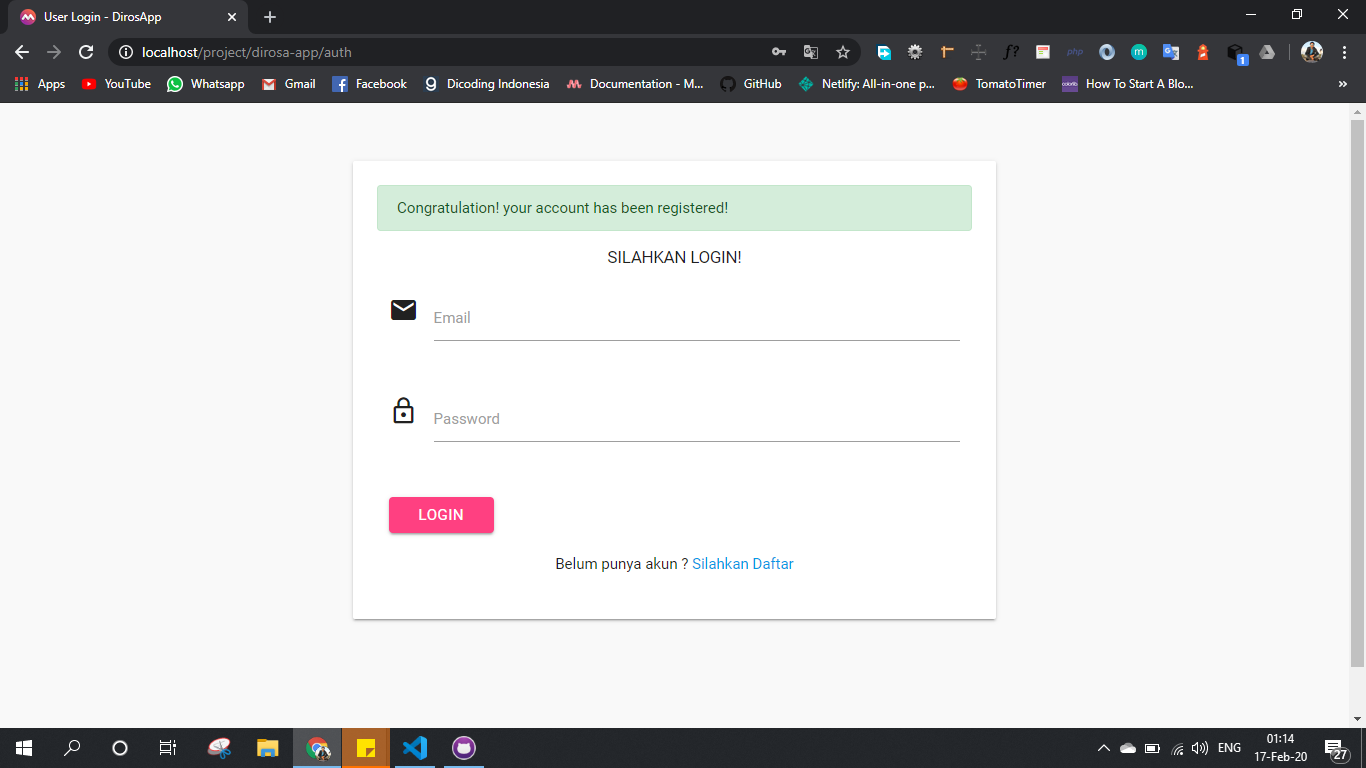 User Login - DirosApp
localhost/project/dirosa-app/auth
f?
php
m
1
Apps
YouTube
Whatsapp
Gmail
Facebook
Dicoding Indonesia
Documentation - M...
GitHub
Netlify: All-in-one p...
TomatoTimer
How To Start A Blo...
»
Congratulation! your account has been registered!
SILAHKAN LOGIN!
Email
Password
LOGIN
Belum punya akun ? Silahkan Daftar
ENG
01:14
17-Feb-20
27